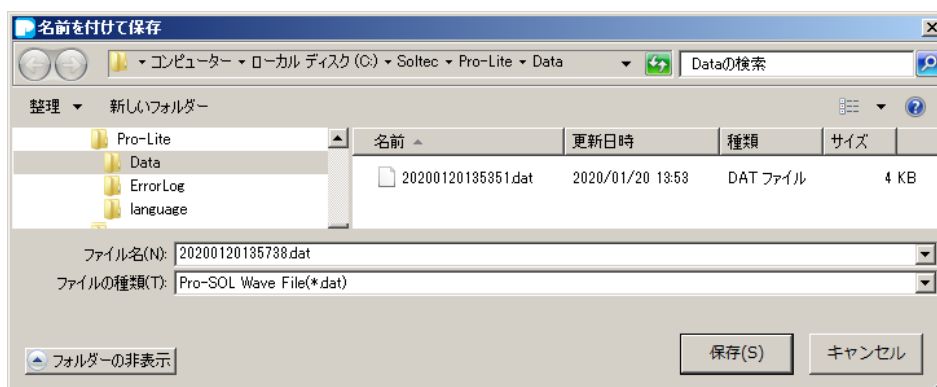 名前を付けて保存
コンピューター ▾ ローカル ディスク (C:) ▾ Soltec ▾ Pro-Lite ▾ Data
Dataの検索
整理 ▼ 新しいフォルダー
Pro-Lite
Data
ErrorLog
language
名前 更新日時 種類 サイズ
20200120135351.dat 2020/01/20 13:53 DAT ファイル 4 KB
ファイル名(N): 20200120135738.dat
ファイルの種類(T): Pro-SOL Wave File(*.dat)
フォルダーの非表示
保存(S) キャンセル